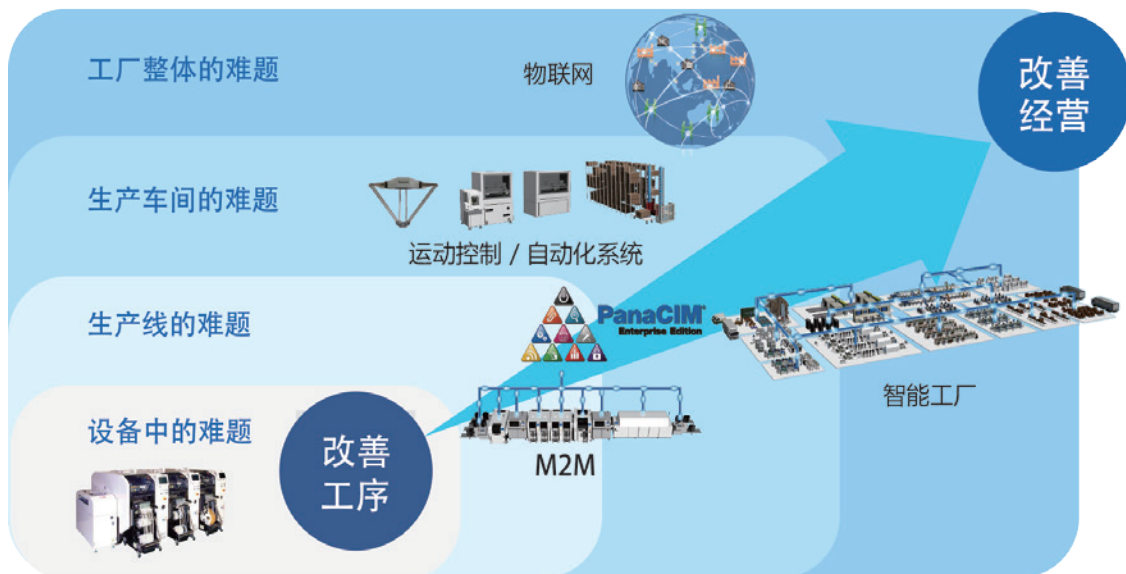 工厂整体的难题
物联网
改善
经营
生产车间的难题
运动控制 / 自动化系统
生产线的难题
PanaCIM
Enterprise Edition
智能工厂
设备中的难题
改善
工序
M2M